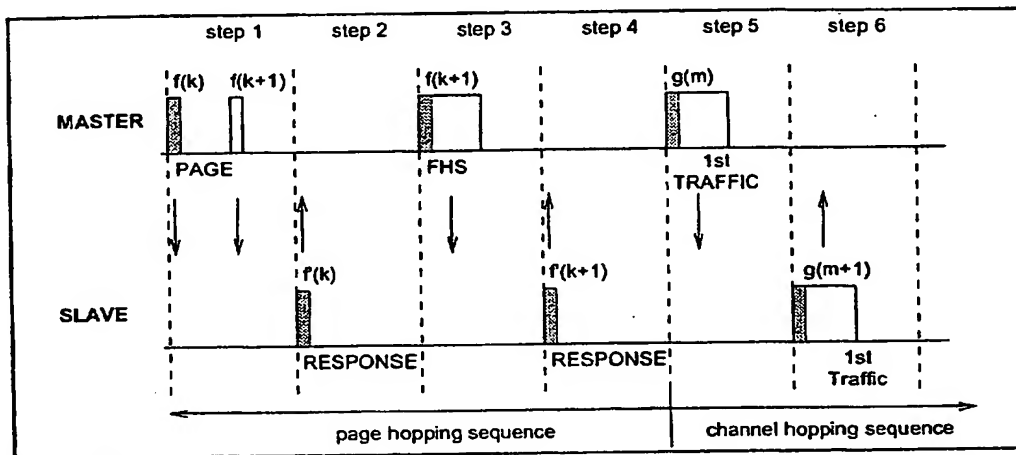 step 1 step 2 step 3 step 4 step 5 step 6
f(k) f(k+1) f(k+1) g(m)
MASTER
PAGE FHS 1st
TRAFFIC
f'(k) f'(k+1) g(m+1)
SLAVE
RESPONSE RESPONSE 1st
Traffic
page hopping sequence channel hopping sequence